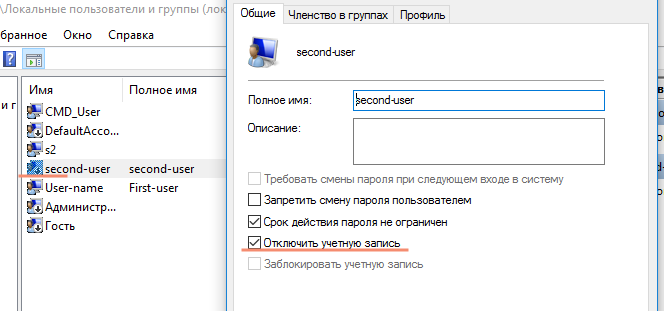 \Локальные пользователи и группы (лок
бранное Окно Справка
Имя Полное имя
CMD_User
DefaultAcco...
s2
second-user second-user
User-name First-user
Администр...
Гость
и г
Общие Членство в группах Профиль
second-user
Полное имя: second-user
Описание:
Требовать смены пароля при следующем входе в систему
Запретить смену пароля пользователем
Срок действия пароля не ограничен
Отключить учетную запись
Заблокировать учетную запись